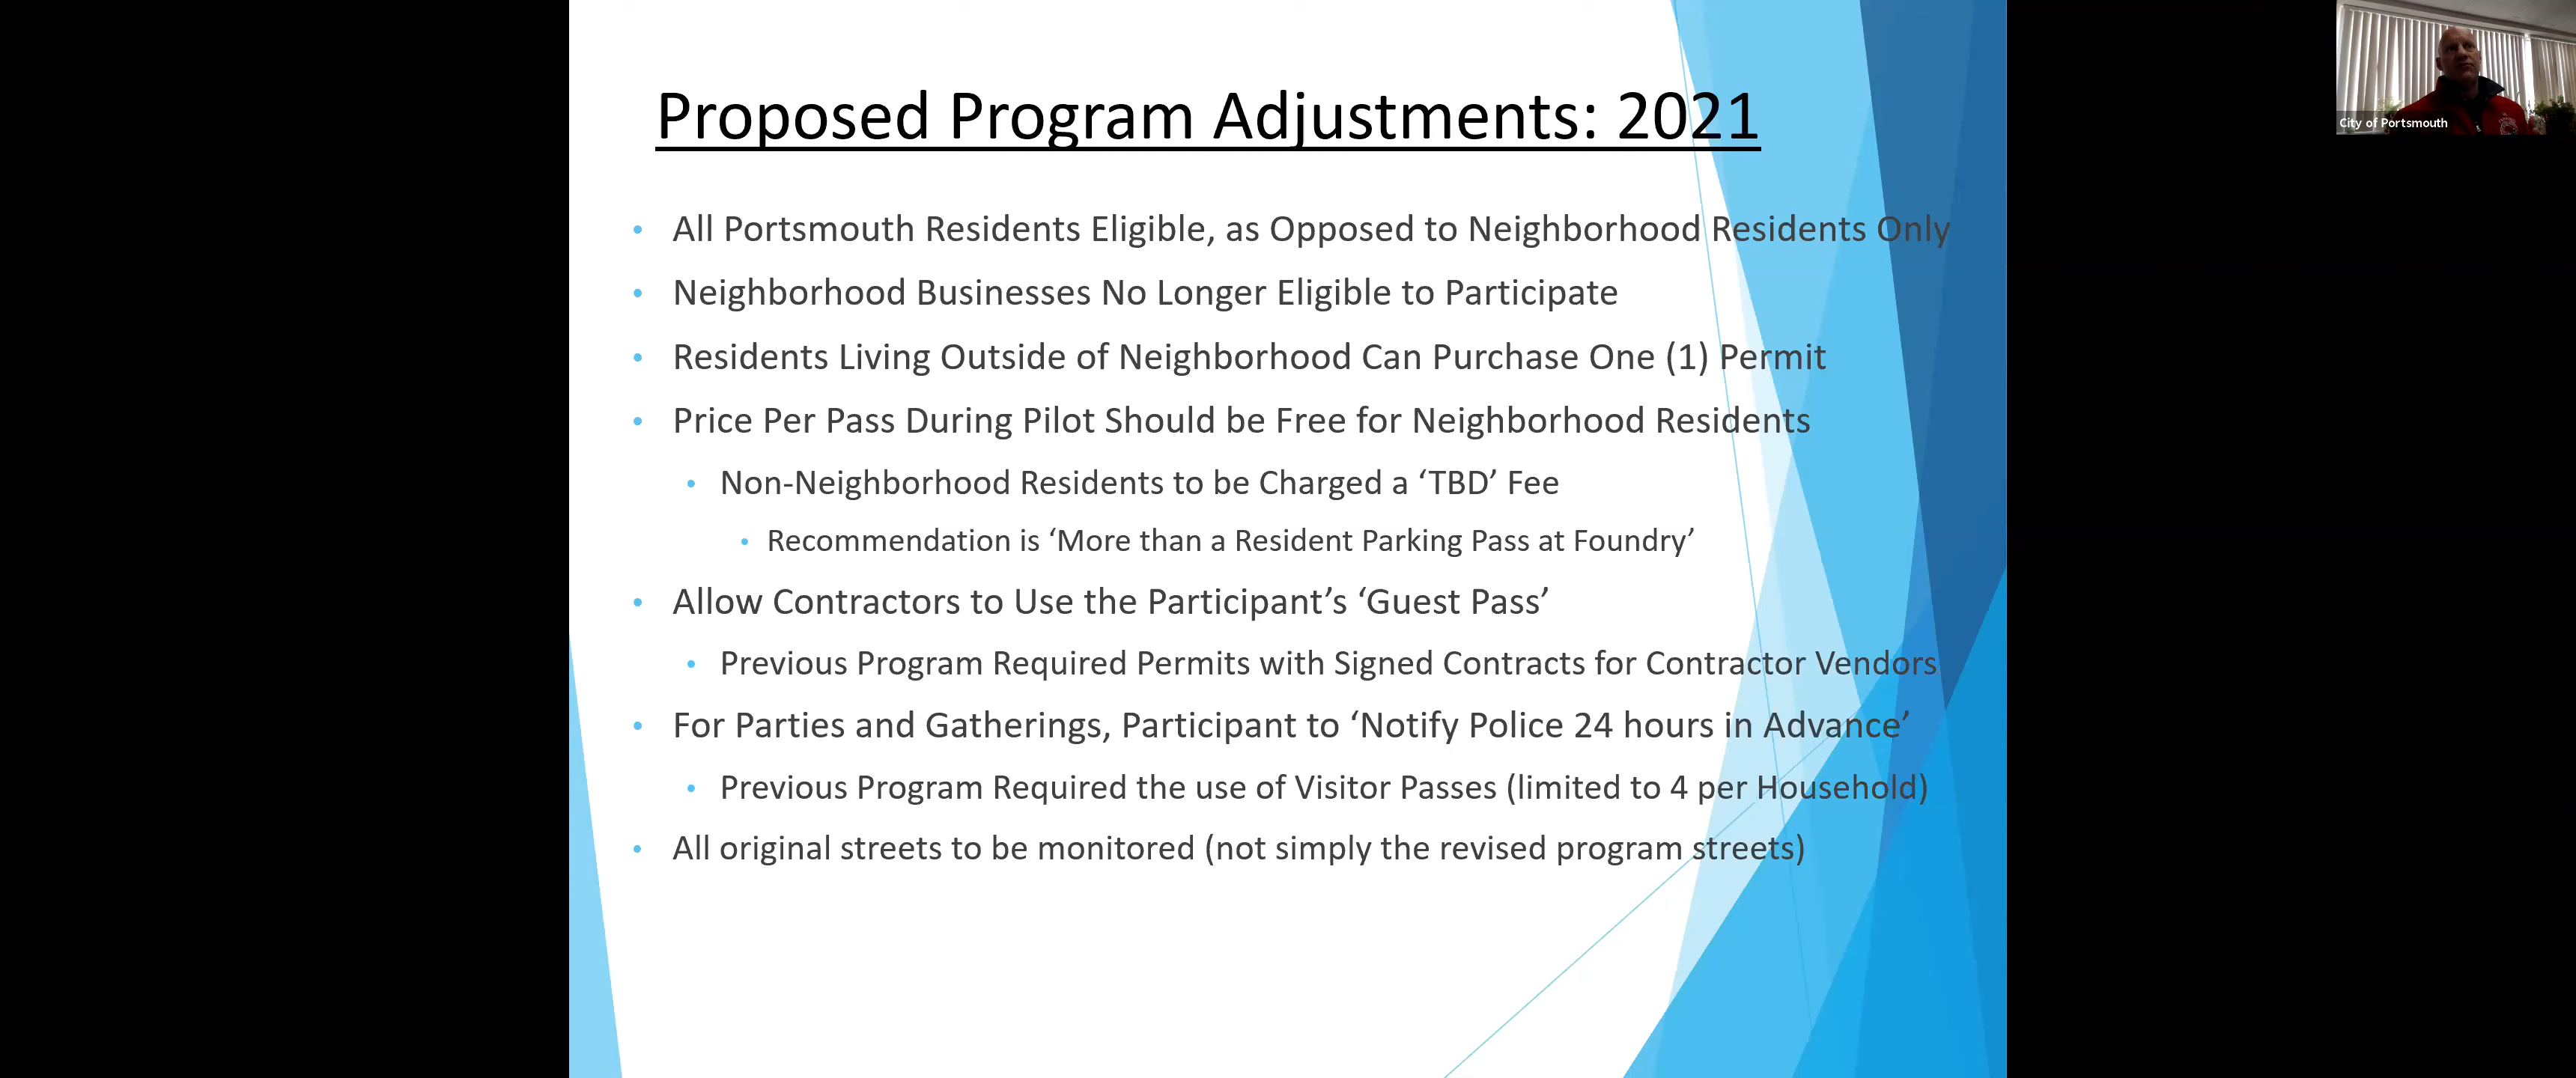 Proposed Program Adjustments: 2021
City of Portsmouth
• All Portsmouth Residents Eligible, as Opposed to Neighborhood Residents Only
• Neighborhood Businesses No Longer Eligible to Participate
• Residents Living Outside of Neighborhood Can Purchase One (1) Permit
• Price Per Pass During Pilot Should be Free for Neighborhood Residents
• Non-Neighborhood Residents to be Charged a ‘TBD’ Fee
• Recommendation is ‘More than a Resident Parking Pass at Foundry’
• Allow Contractors to Use the Participant’s ‘Guest Pass’
• Previous Program Required Permits with Signed Contracts for Contractor Vendors
• For Parties and Gatherings, Participant to ‘Notify Police 24 hours in Advance’
• Previous Program Required the use of Visitor Passes (limited to 4 per Household)
• All original streets to be monitored (not simply the revised program streets)